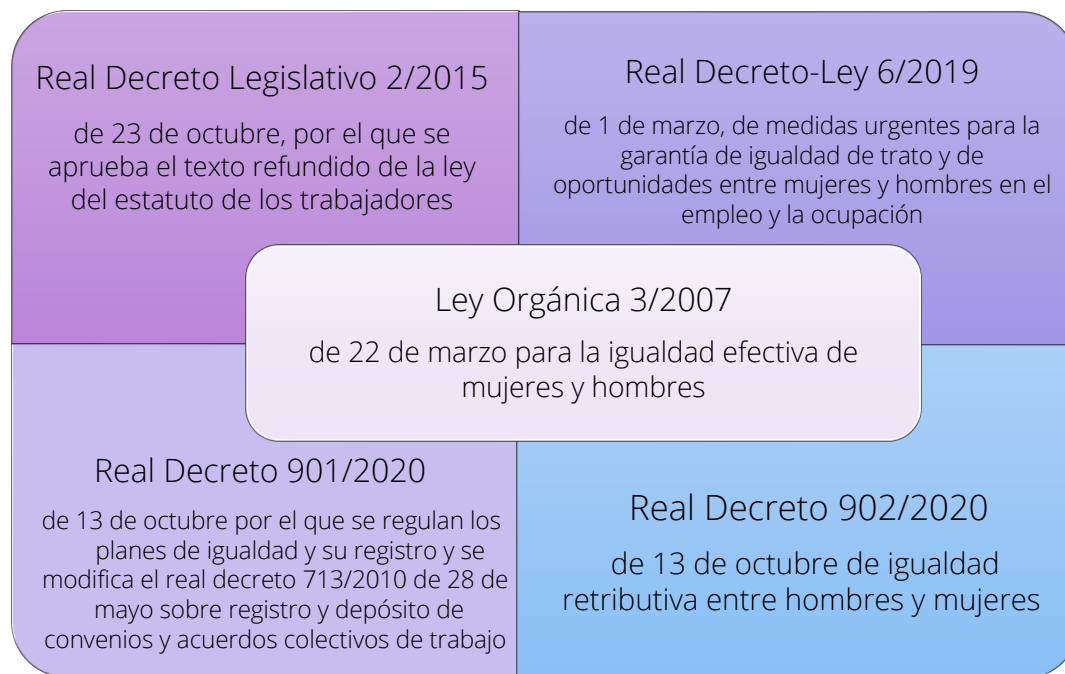 Real Decreto Legislativo 2/2015
de 23 de octubre, por el que se
aprueba el texto refundido de la ley
del estatuto de los trabajadores
Real Decreto-Ley 6/2019
de 1 de marzo, de medidas urgentes para la
garantía de igualdad de trato y de
oportunidades entre mujeres y hombres en el
empleo y la ocupación
Ley Orgánica 3/2007
de 22 de marzo para la igualdad efectiva de
mujeres y hombres
Real Decreto 901/2020
de 13 de octubre por el que se regulan los
planes de igualdad y su registro y se
modifica el real decreto 713/2010 de 28 de
mayo sobre registro y depósito de
convenios y acuerdos colectivos de trabajo
Real Decreto 902/2020
de 13 de octubre de igualdad
retributiva entre hombres y mujeres